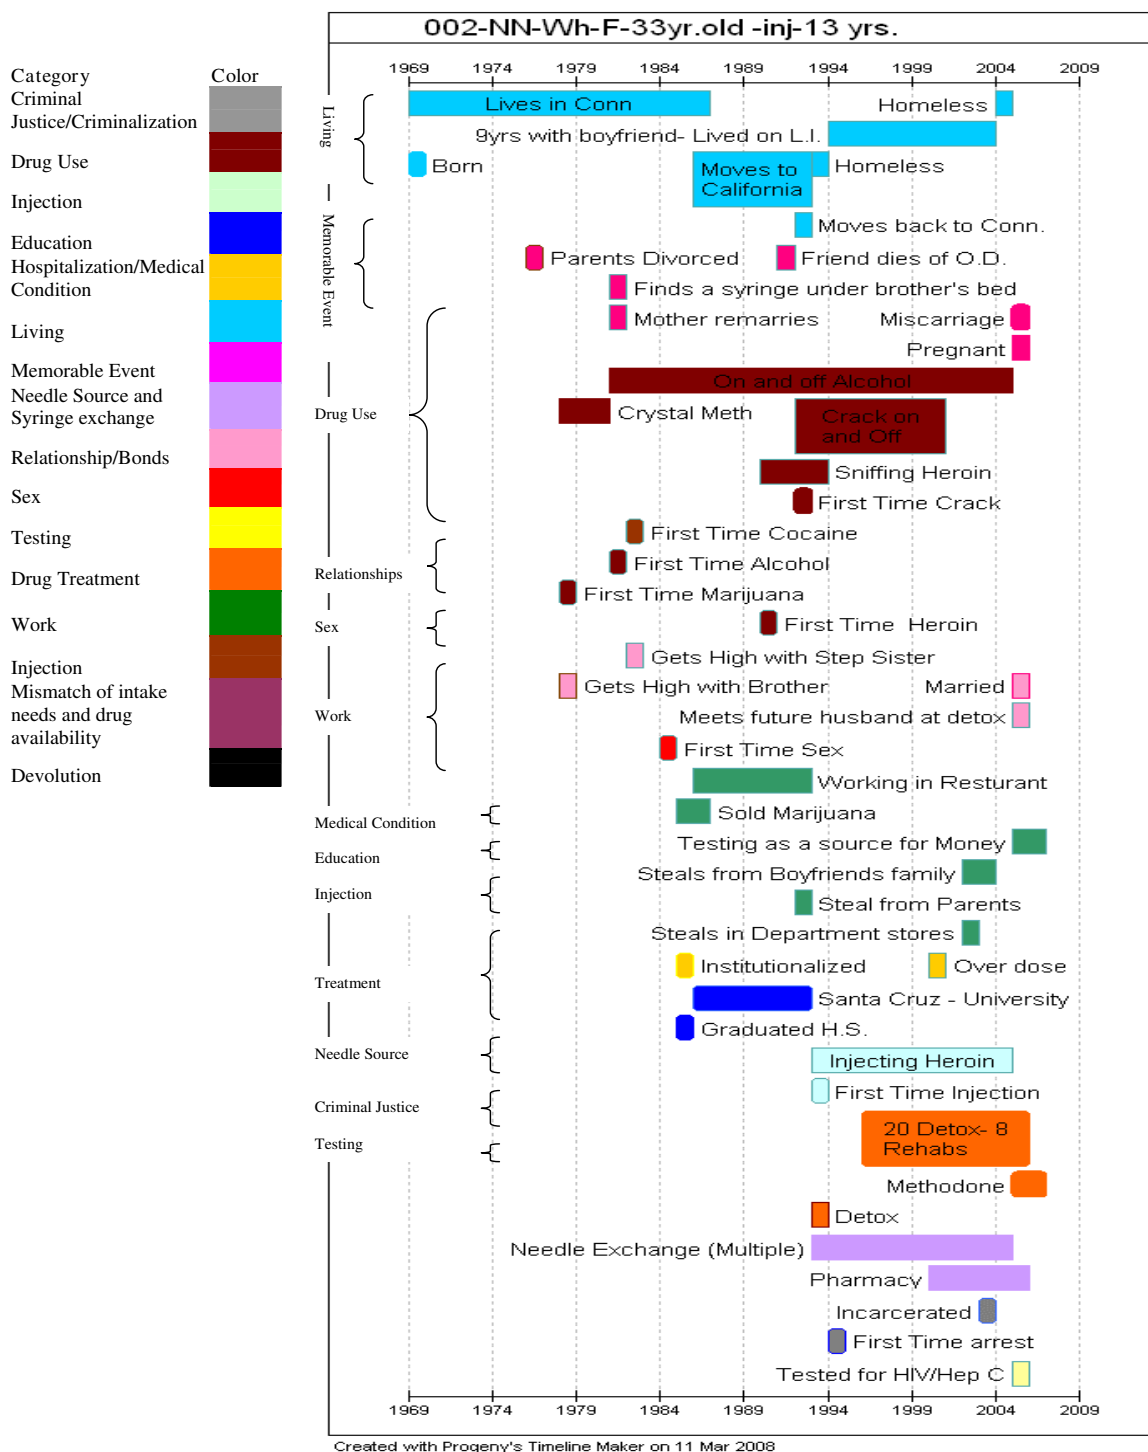 002-NN-Wh-F-33yr.old -inj-13 yrs.
Category Color
Criminal
Justice/Criminalization
Drug Use
Injection
Education
Hospitalization/Medical
Condition
Living
Memorable Event
Needle Source and
Syringe exchange
Relationship/Bonds
Sex
Testing
Drug Treatment
Work
Injection
Mismatch of intake
needs and drug
availability
Devolution
Living
Memorable Event
Drug Use
Relationships
Sex
Work
Medical Condition
Education
Injection
Treatment
Needle Source
Criminal Justice
Testing
1969 1974 1979 1984 1989 1994 1999 2004 2009
Lives in Conn Homeless
9yrs with boyfriend- Lived on L.I.
Born Moves to Homeless
California
Moves back to Conn.
Parents Divorced Friend dies of O.D.
Finds a syringe under brother's bed
Mother remarries Miscarriage
Pregnant
On and off Alcohol
Crystal Meth Crack on
and Off
Sniffing Heroin
First Time Crack
First Time Cocaine
First Time Alcohol
First Time Marijuana
First Time Heroin
Gets High with Step Sister
Gets High with Brother Married
Meets future husband at detox
First Time Sex
Working in Resturant
Sold Marijuana
Testing as a source for Money
Steals from Boyfriends family
Steal from Parents
Steals in Department stores
Institutionalized Over dose
Santa Cruz - University
Graduated H.S.
Injecting Heroin
First Time Injection
20 Detox- 8
Rehabs
Methodone
Detox
Needle Exchange (Multiple)
Pharmacy
Incarcerated
First Time arrest
Tested for HIV/Hep C
1969 1974 1979 1984 1989 1994 1999 2004 2009
Created with Progeny's Timeline Maker on 11 Mar 2008